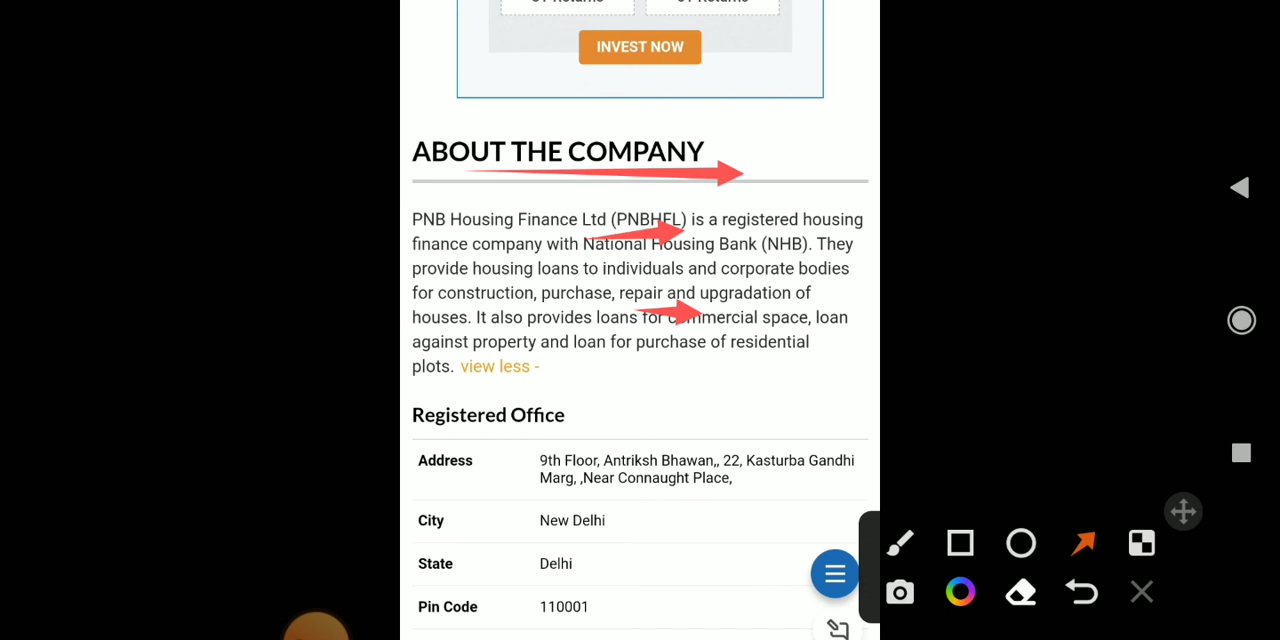 INVEST NOW
ABOUT THE COMPANY
PNB Housing Finance Ltd (PNBHFL) is a registered housing
finance company with National Housing Bank (NHB). They
provide housing loans to individuals and corporate bodies
for construction, purchase, repair and upgradation of
houses. It also provides loans for commercial space, loan
against property and loan for purchase of residential
plots. view less -
Registered Office
Address 9th Floor, Antriksh Bhawan,, 22, Kasturba Gandhi
Marg, ,Near Connaught Place,
City New Delhi
State Delhi
Pin Code 110001